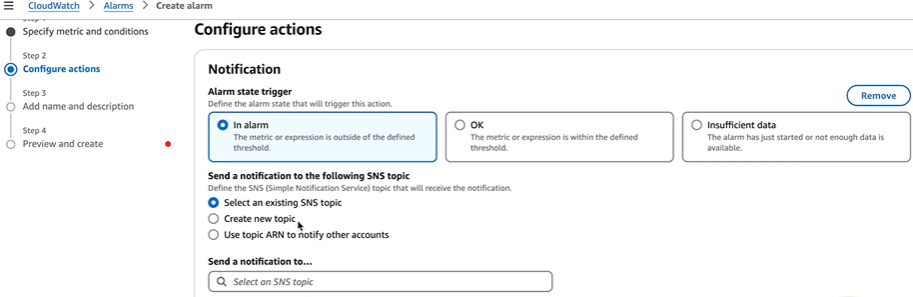 CloudWatch > Alarms > Create alarm
Specify metric and conditions
Step 2
Configure actions
Step 3
Add name and description
Step 4
Preview and create
Configure actions
Notification
Alarm state trigger
Define the alarm state that will trigger this action.
Remove
In alarm
The metric or expression is outside of the defined
threshold.
OK
The metric or expression is within the defined
threshold.
Insufficient data
The alarm has just started or not enough data is
available.
Send a notification to the following SNS topic
Define the SNS (Simple Notification Service) topic that will receive the notification.
Select an existing SNS topic
Create new topic
Use topic ARN to notify other accounts
Send a notification to...
Select an SNS topic